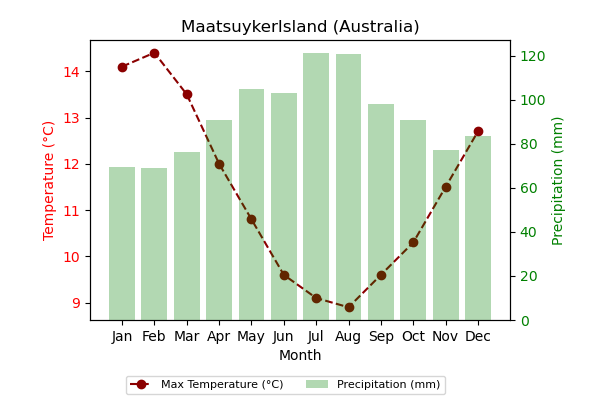 MaatsuykerIsland (Australia)
Temperature (°C)
14
13
12
11
10
9
120
100
80
60
40
20
0
Precipitation (mm)
Jan Feb Mar Apr May Jun Jul Aug Sep Oct Nov Dec
Month
Max Temperature (°C) Precipitation (mm)